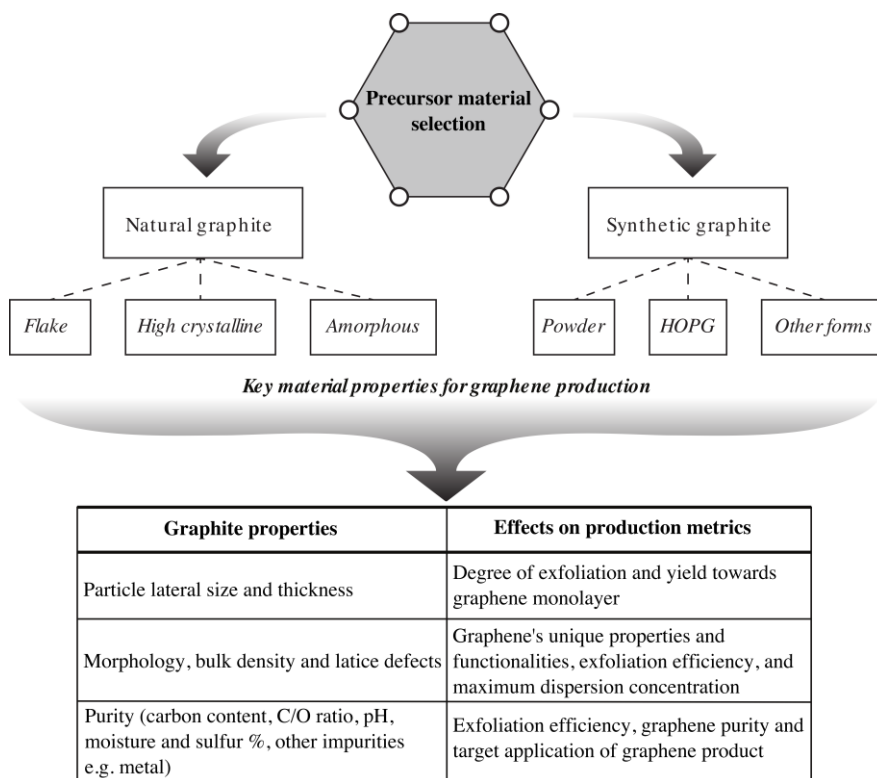 Precursor material
selection
Natural graphite
Synthetic graphite
Flake
High crystalline
Amorphous
Powder
HOPG
Other forms
Key material properties for graphene production
Graphite properties
Effects on production metrics
Particle lateral size and thickness
Degree of exfoliation and yield towards
graphene monolayer
Morphology, bulk density and latice defects
Graphene's unique properties and
functionalities, exfoliation efficiency, and
maximum dispersion concentration
Purity (carbon content, C/O ratio, pH,
moisture and sulfur %, other impurities
e.g. metal)
Exfoliation efficiency, graphene purity and
target application of graphene product